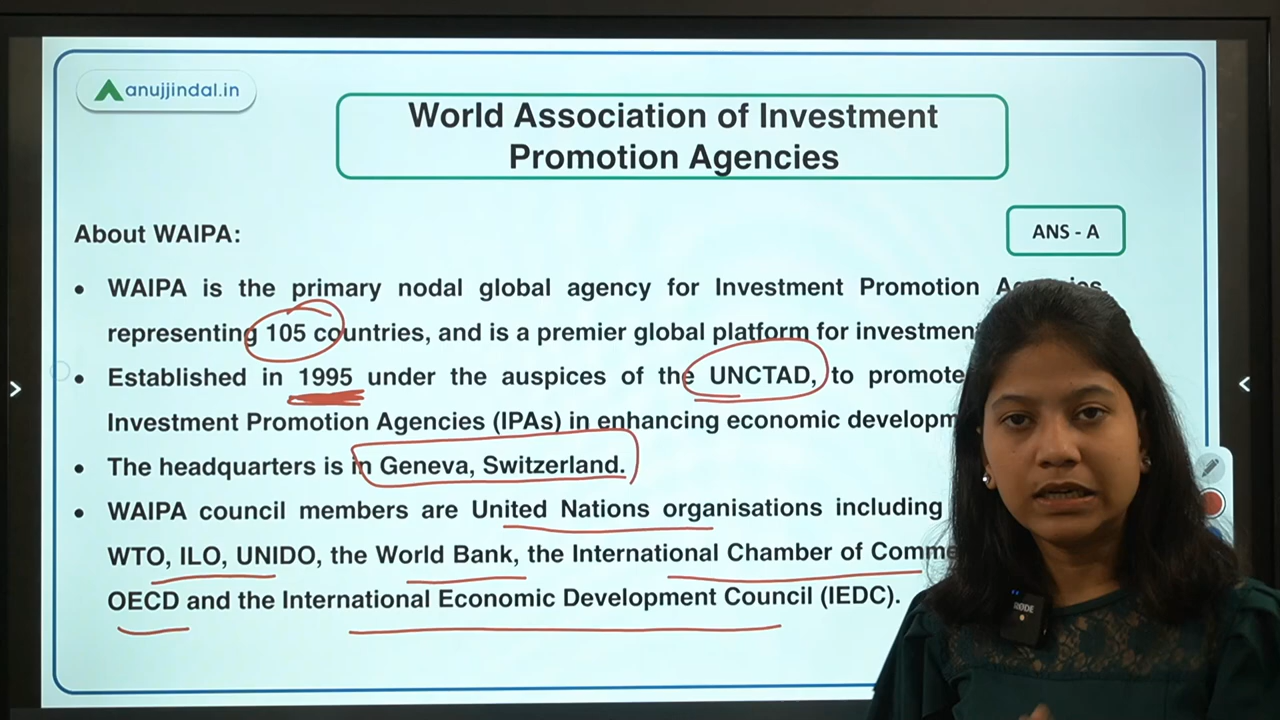 anujjindal.in
World Association of Investment
Promotion Agencies
About WAIPA:
ANS - A
• WAIPA is the primary nodal global agency for Investment Promotion
representing 105 countries, and is a premier global platform for
• Established in 1995 under the auspices of the UNCTAD, to promote
Investment Promotion Agencies (IPAs) in enhancing economic
• The headquarters is in Geneva, Switzerland.
• WAIPA council members are United Nations organisations including
WTO, ILO, UNIDO, the World Bank, the International Chamber of
OECD and the International Economic Development Council (IEDC).
RODE